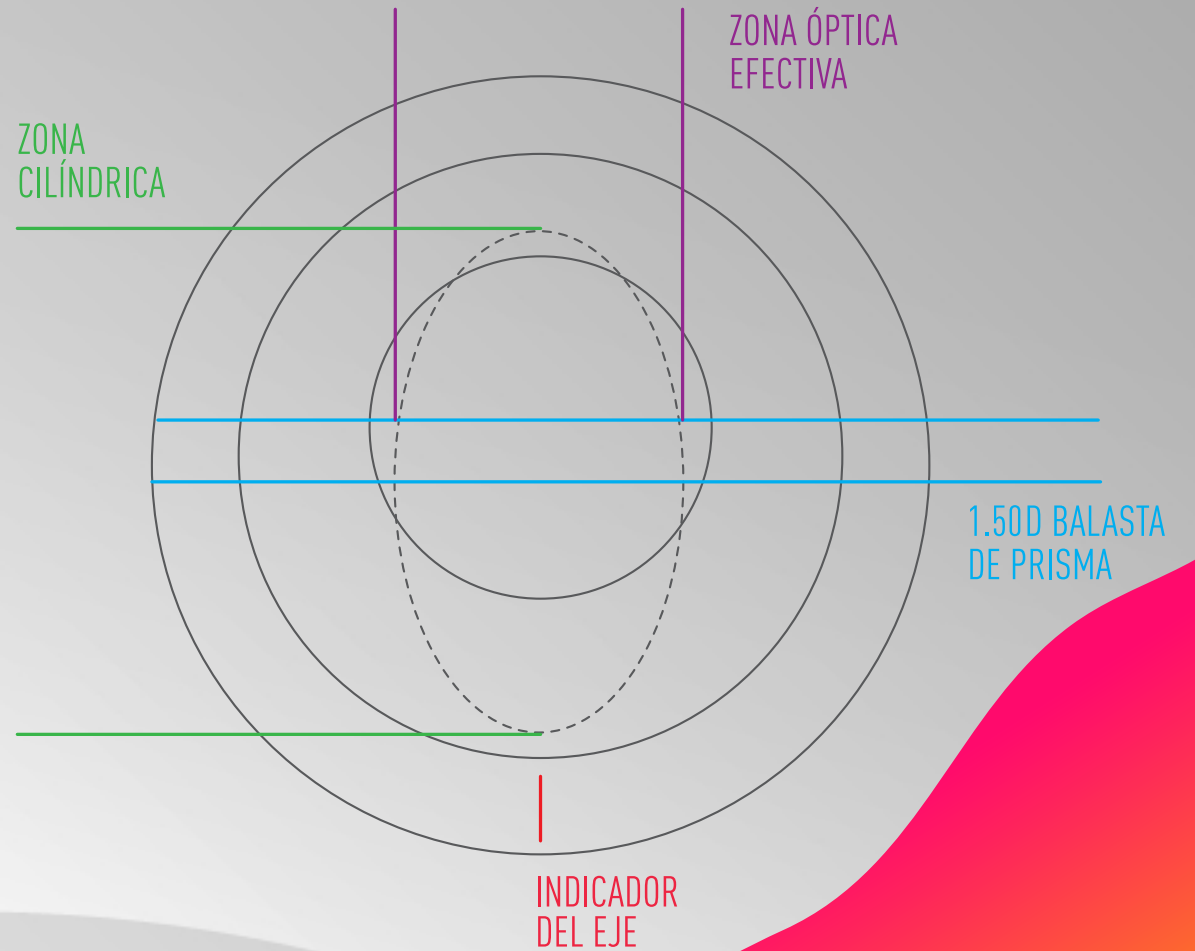 ZONA ÓPTICA
EFECTIVA
ZONA
CILÍNDRICA
1.50D BALASTA
DE PRISMA
INDICADOR
DEL EJE